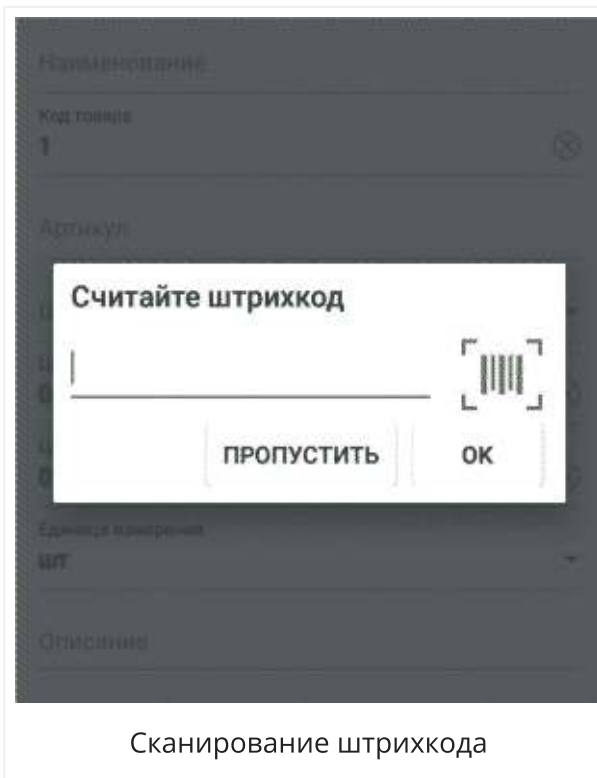 Наименование
Код товара
1
Артикул
Считайте штрихкод
ПРОПУСТИТЬ
ОК
Единица измерения
шт
Описание
Сканирование штрихкода